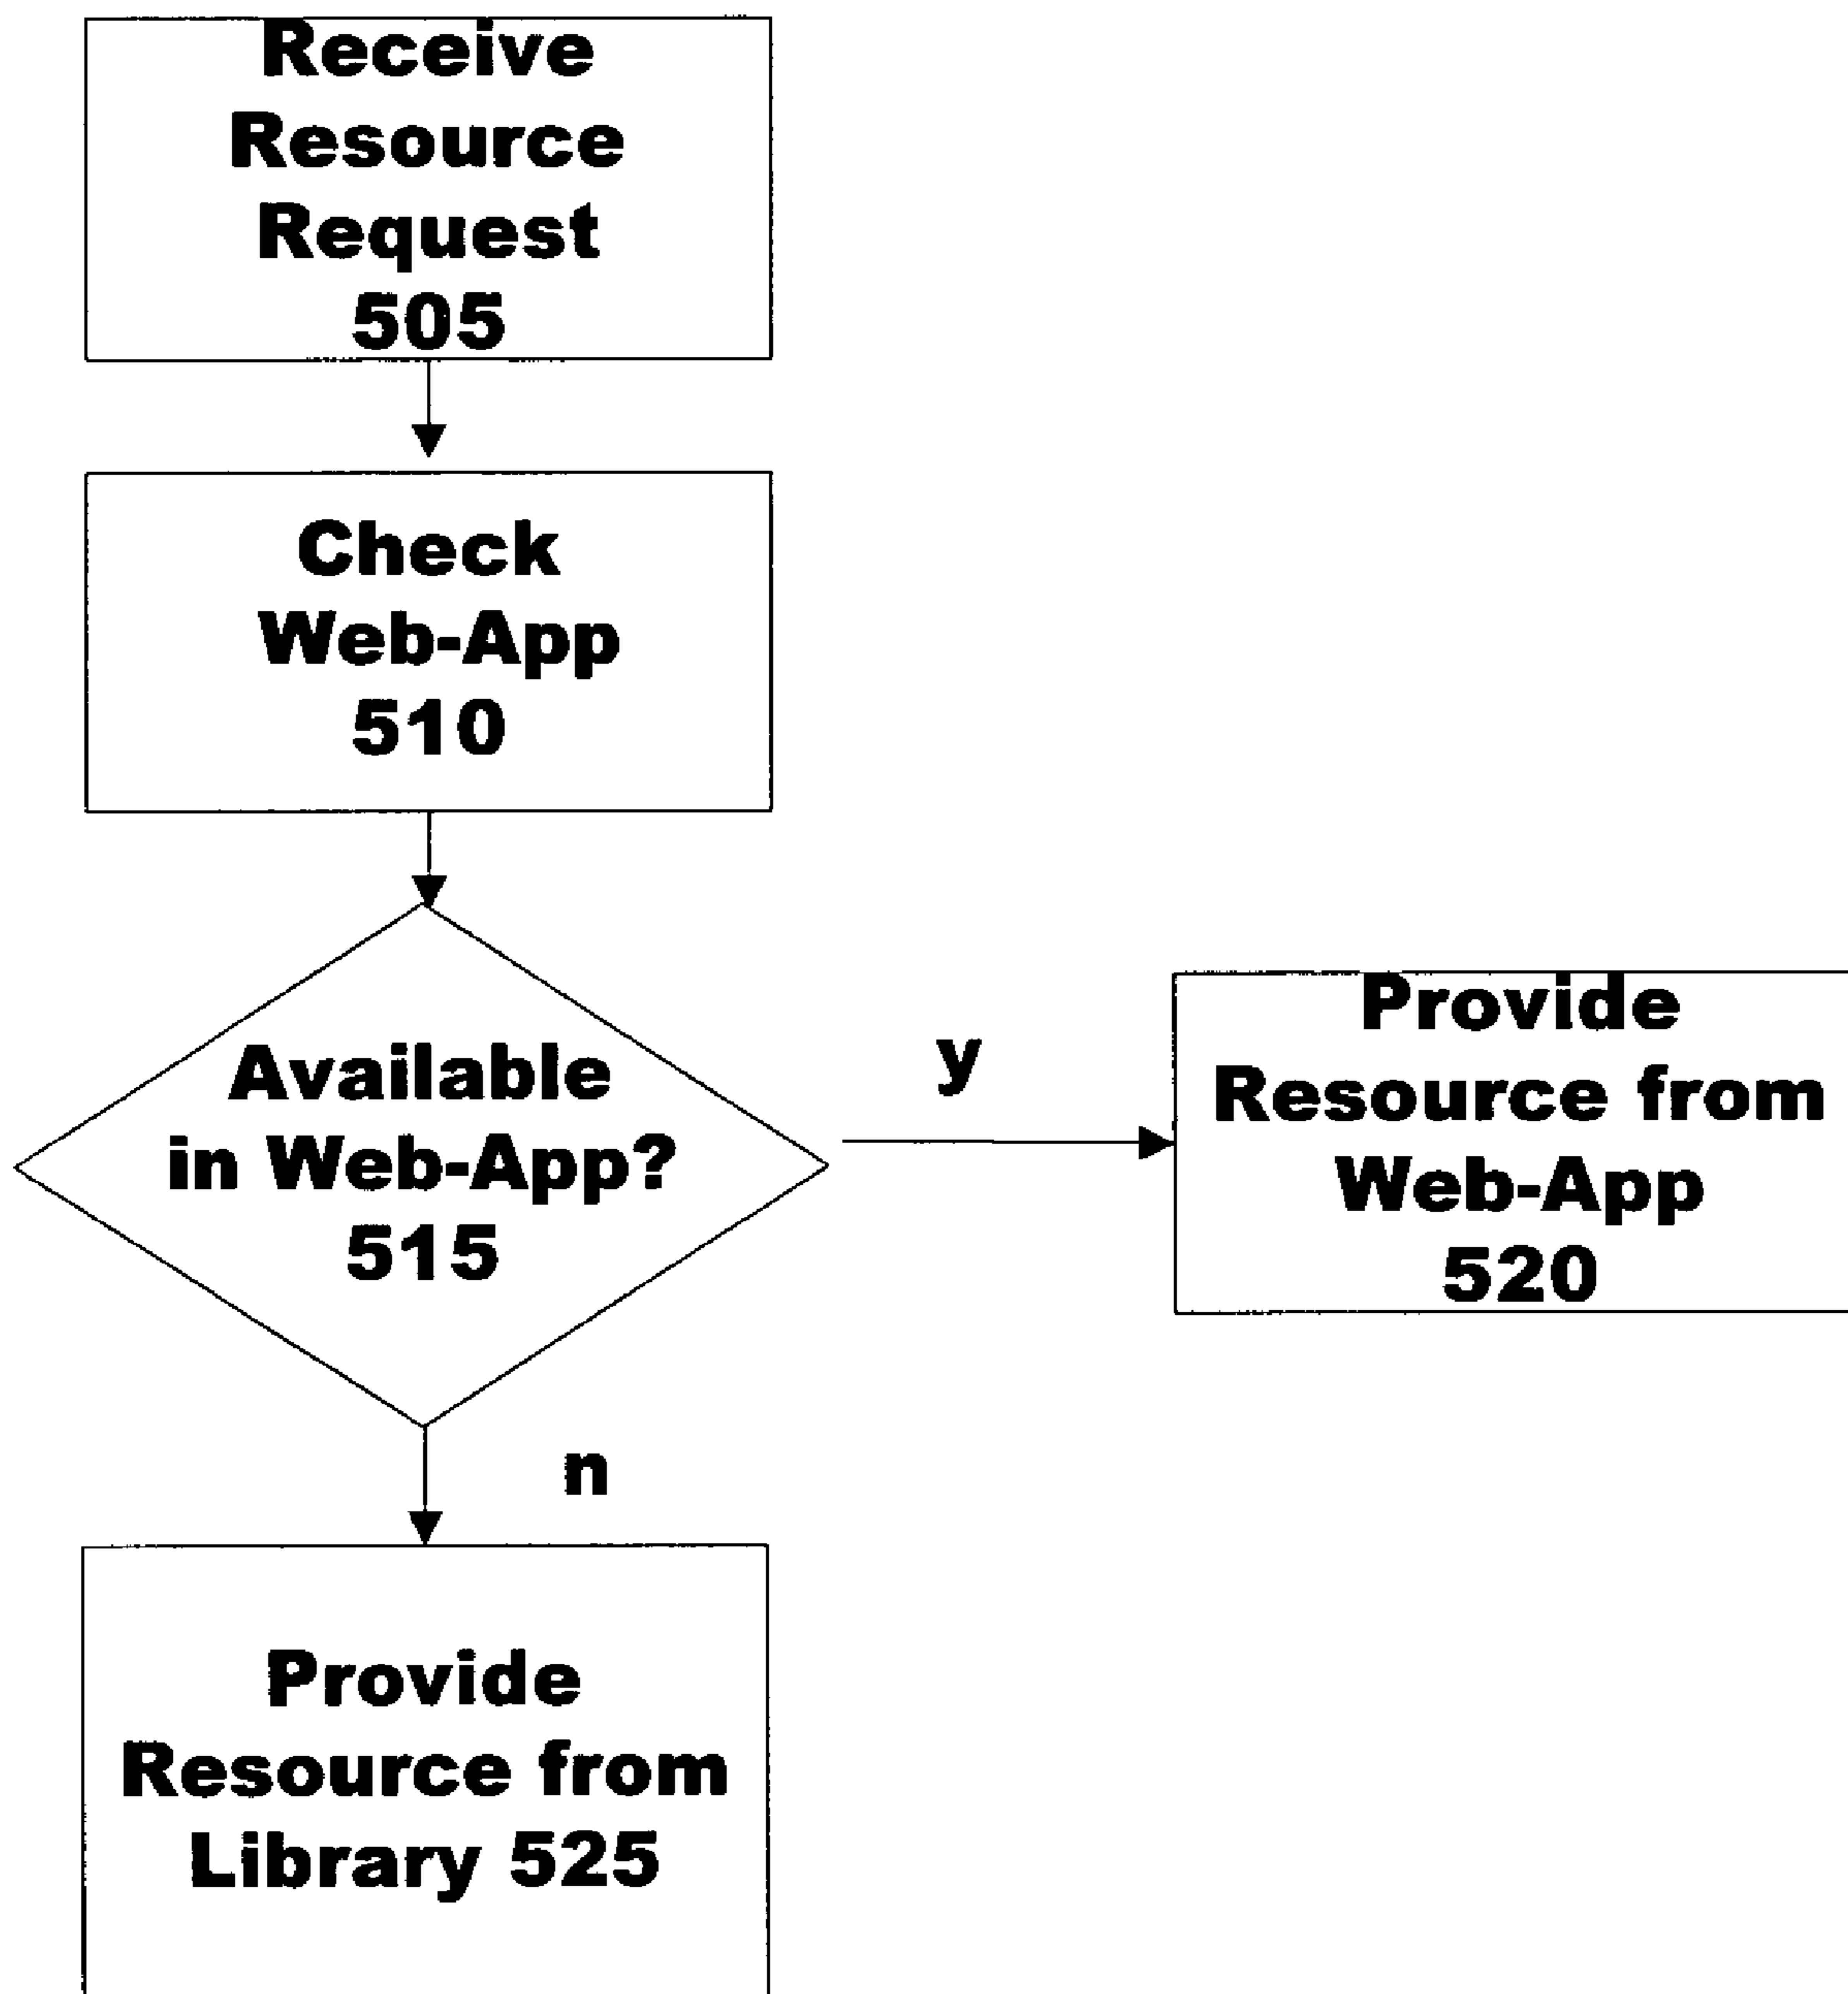 Receive
Resource
Request
505
Check
Web-App
510
Available
in Web-App?
515
y
Provide
Resource from
Web-App
520
n
Provide
Resource from
Library 525